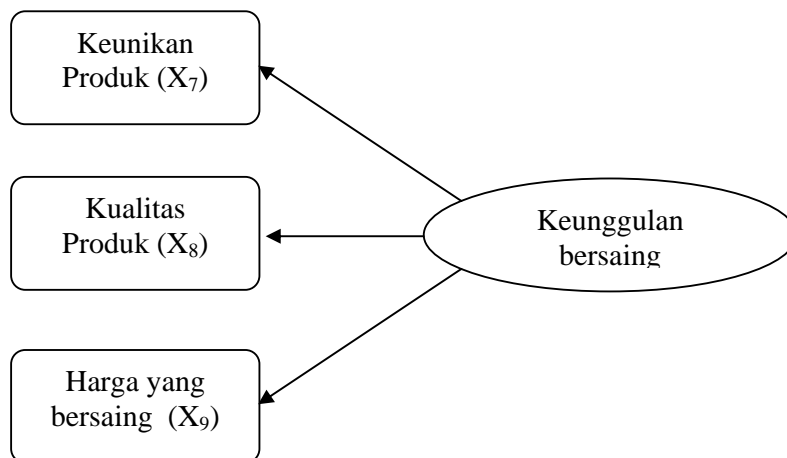 Keunikan
Produk (X₇)
Kualitas
Produk (X₈)
Keunggulan
bersaing
Harga yang
bersaing (X₉)